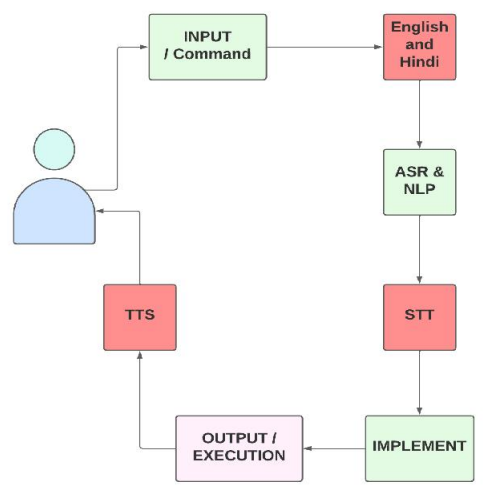 INPUT
/ Command
English
and
Hindi
ASR &
NLP
STT
IMPLEMENT
OUTPUT /
EXECUTION
TTS